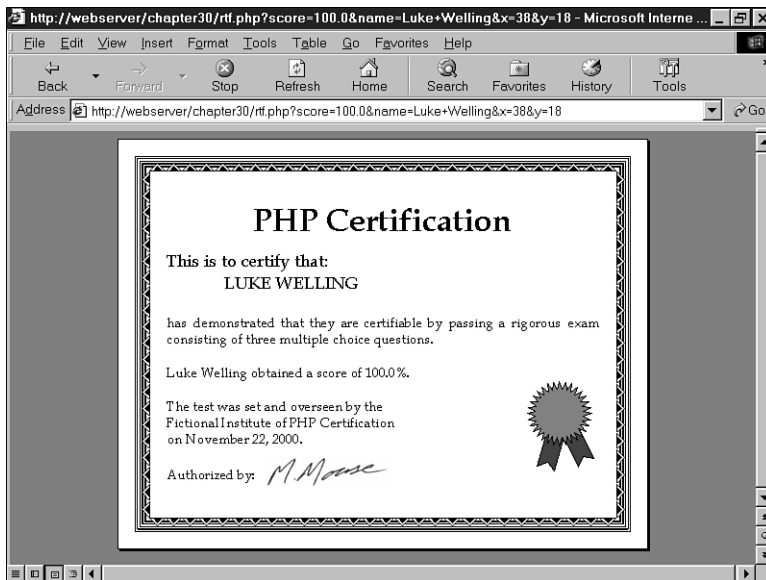 http://webserver/chapter30/rtf.php?score=100.0&name=Luke+Welling&x=38&y=18 - Microsoft Interne ...
File Edit View Insert Format Tools Table Go Favorites Help
Back Forward Stop Refresh Home Search Favorites History Tools
Address http://webserver/chapter30/rtf.php?score=100.0&name=Luke+Welling&x=38&y=18 Go
PHP Certification
This is to certify that:
LUKE WELLING
has demonstrated that they are certifiable by passing a rigorous exam
consisting of three multiple choice questions.
Luke Welling obtained a score of 100.0%.
The test was set and overseen by the
Fictional Institute of PHP Certification
on November 22, 2000.
Authorized by: M.Mouse